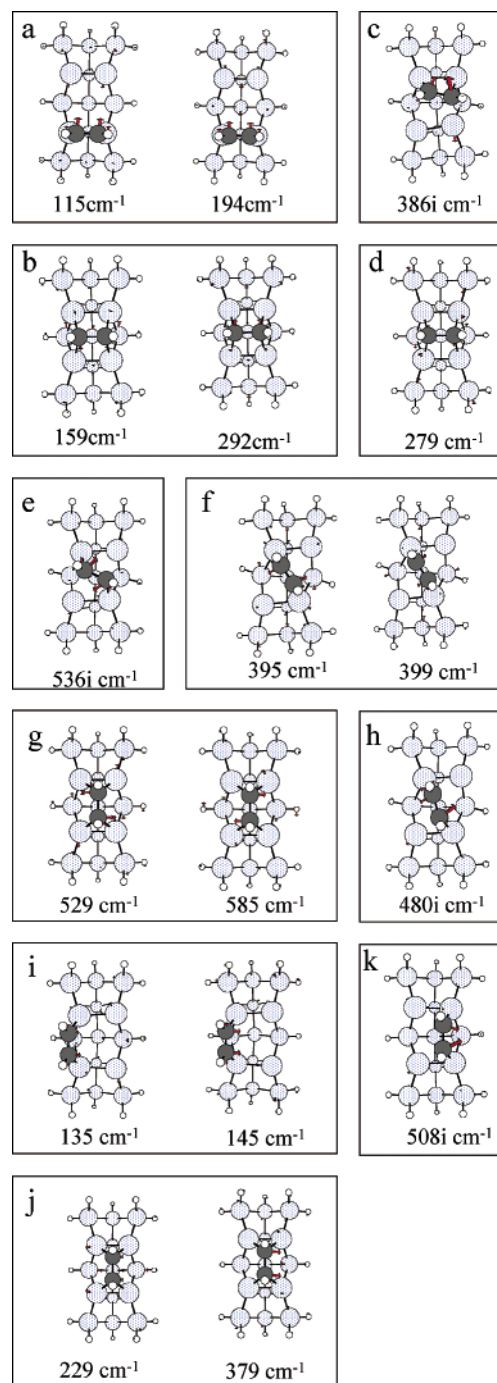 a
c
115cm-1
194cm-1
386i cm-1
b
d
159cm-1
292cm-1
279 cm-1
e
f
536i cm-1
395 cm-1
399 cm-1
g
h
529 cm-1
585 cm-1
480i cm-1
i
k
135 cm-1
145 cm-1
508i cm-1
j
229 cm-1
379 cm-1